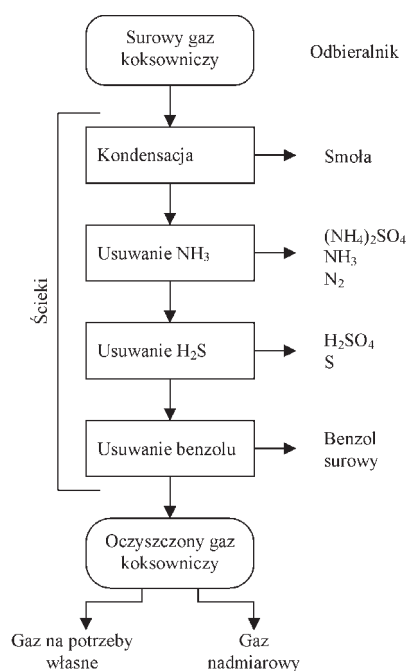 Surowy gaz
koksowniczy
Odbieralnik
Kondensacja
Smoła
Usuwanie NH₃
(NH₄)₂SO₄
NH₃
N₂
Ścieki
Usuwanie H₂S
H₂SO₄
S
Usuwanie benzolu
Benzol
surowy
Oczyszczony gaz
koksowniczy
Gaz na potrzeby
własne
Gaz
nadmiarowy